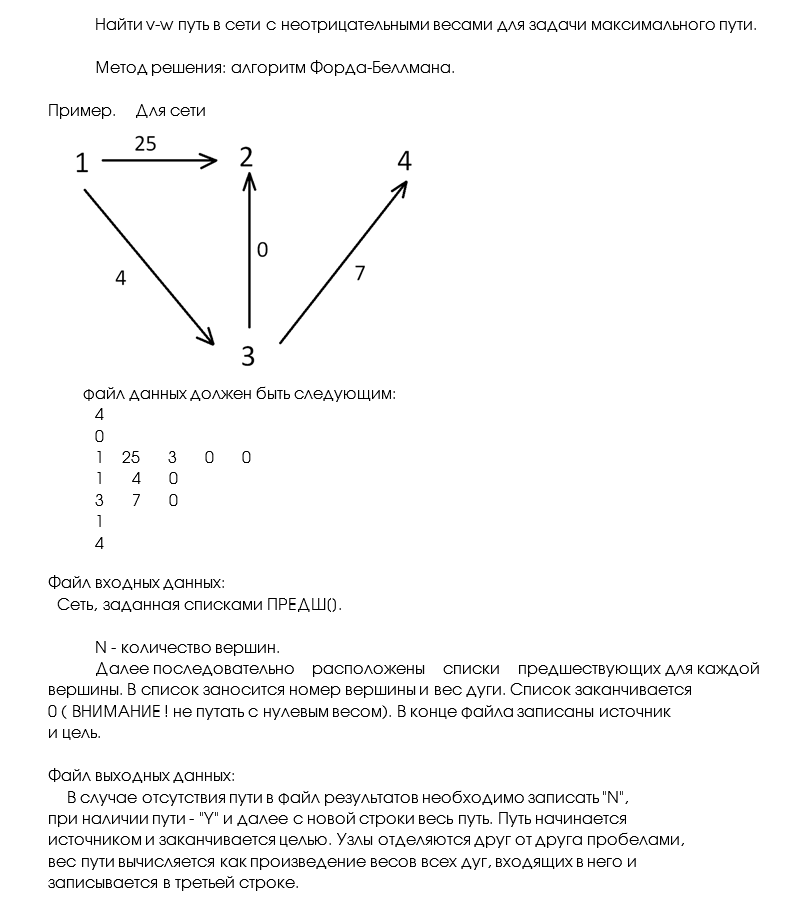 Найти v-w путь в сети с неотрицательными весами для задачи максимального пути.
Метод решения: алгоритм Форда-Беллмана.
Пример. Для сети
25
1 2 4
0
4 7
3
файл данных должен быть следующим:
4
0
1 25 3 0 0
1 4 0
3 7 0
1
4
Файл входных данных:
Сеть, заданная списками ПРЕДШ().
N - количество вершин.
Далее последовательно расположены списки предшествующих для каждой
вершины. В список заносится номер вершины и вес дуги. Список заканчивается
0 ( ВНИМАНИЕ ! не путать с нулевым весом). В конце файла записаны источник
и цель.
Файл выходных данных:
В случае отсутствия пути в файл результатов необходимо записать "N",
при наличии пути - "Y" и далее с новой строки весь путь. Путь начинается
источником и заканчивается целью. Узлы отделяются друг от друга пробелами,
вес пути вычисляется как произведение весов всех дуг, входящих в него и
записывается в третьей строке.